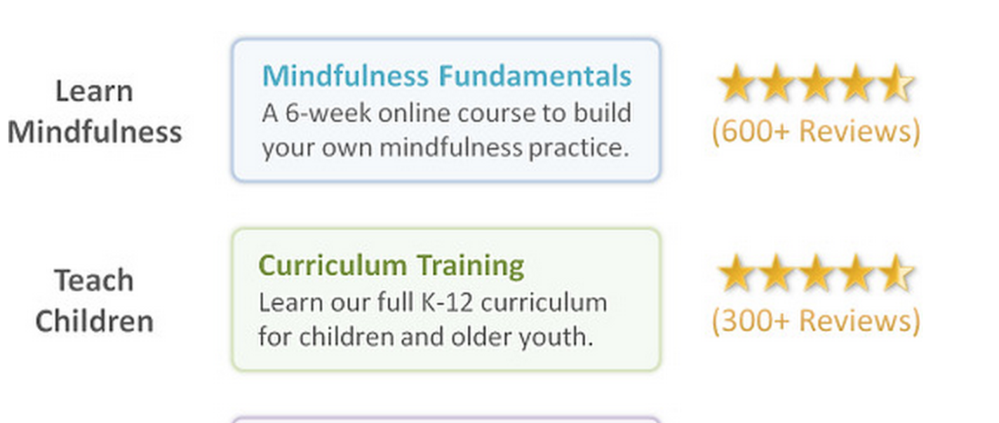 Learn
Mindfulness
Mindfulness Fundamentals
A 6-week online course to build
your own mindfulness practice.
(600+ Reviews)
Teach
Children
Curriculum Training
Learn our full K-12 curriculum
for children and older youth.
(300+ Reviews)